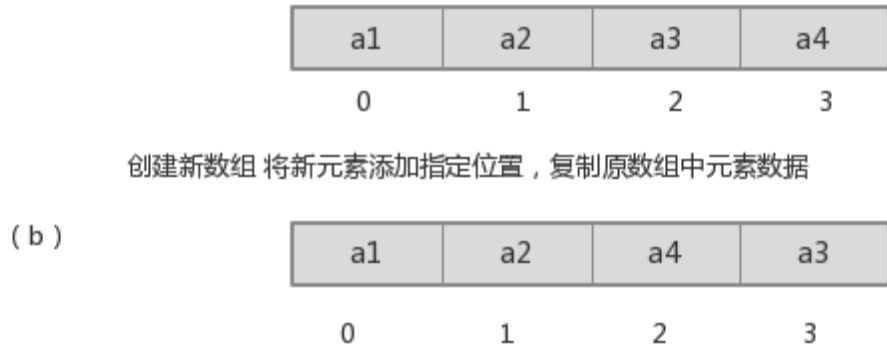 a1 a2 a3 a4
0 1 2 3
创建新数组 将新元素添加指定位置，复制原数组中元素数据
（b） a1 a2 a4 a3
0 1 2 3